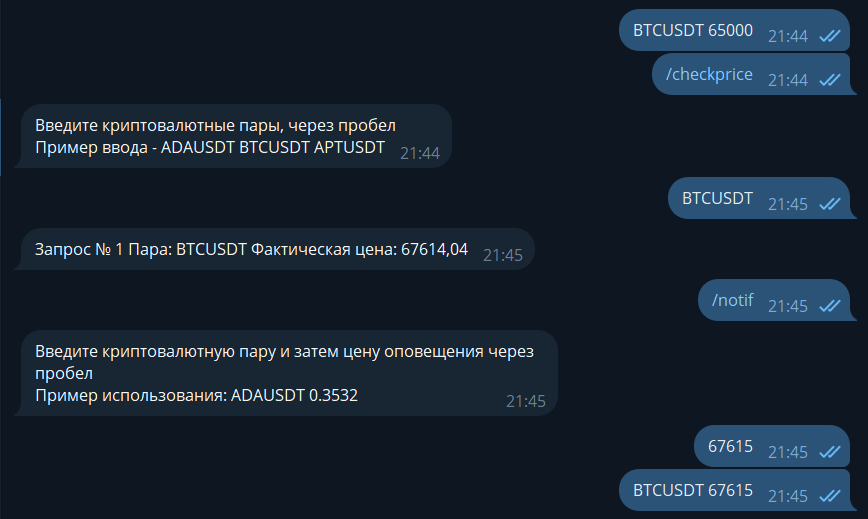 BTCUSDT 65000 21:44
/checkprice 21:44
Введите криптовалютные пары, через пробел
Пример ввода - ADAUSDT BTCUSDT APTUSDT 21:44
BTCUSDT 21:45
Запрос № 1 Пара: BTCUSDT Фактическая цена: 67614,04 21:45
/notif 21:45
Введите криптовалютную пару и затем цену оповещения через
пробел
Пример использования: ADAUSDT 0.3532 21:45
67615 21:45
BTCUSDT 67615 21:45